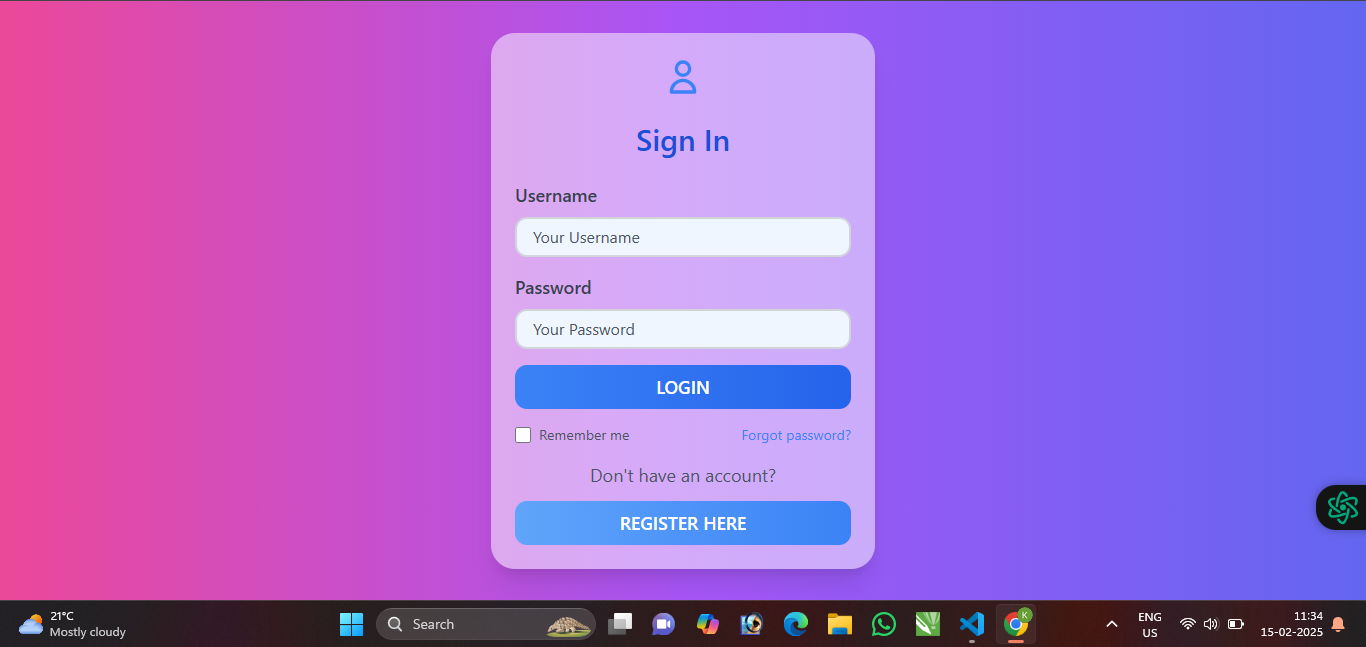 Sign In
Username
Your Username
Password
Your Password
LOGIN
Remember me
Forgot password?
Don't have an account?
REGISTER HERE
21°C
Mostly cloudy
Search
K
ENG
US
11:34
15-02-2025